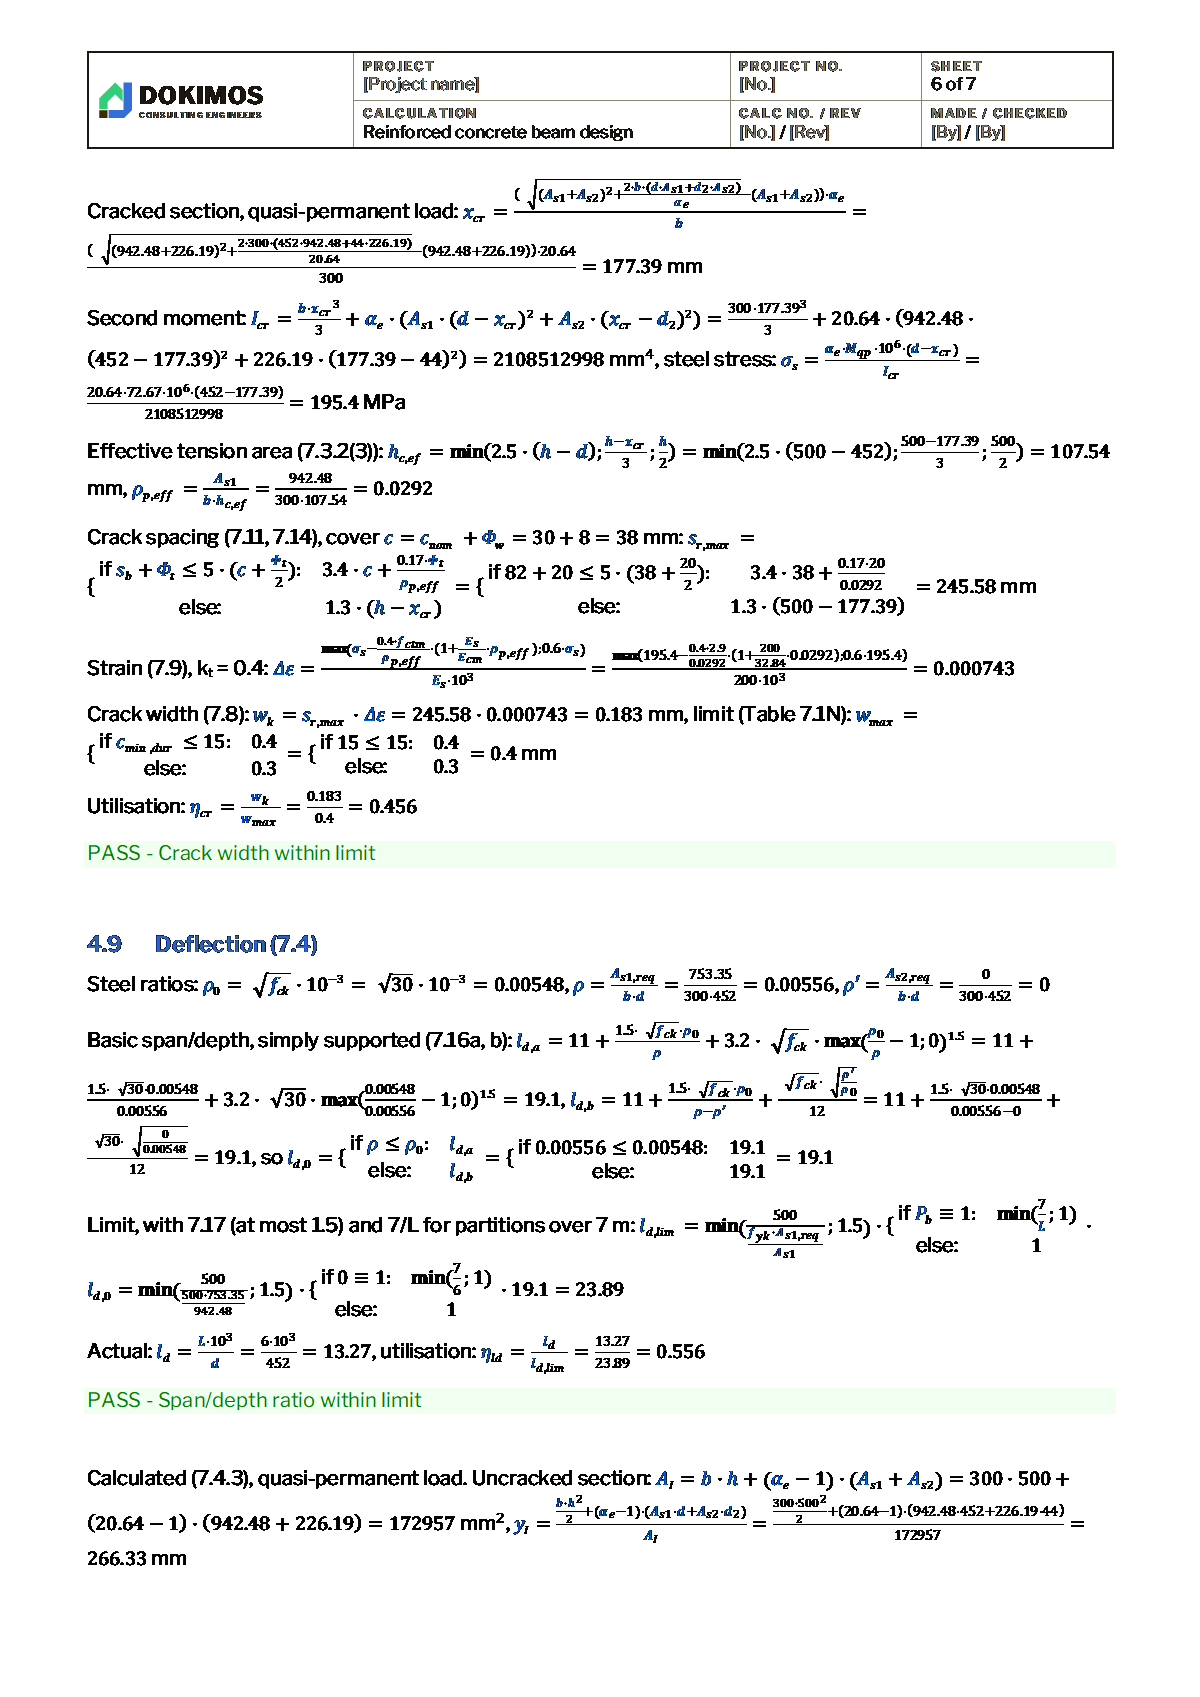 DOKIMOS
CONSULTING ENGINEERS
PROJECT
[Project name]
PROJECT NO.
[No.]
SHEET
6 of 7
CALCULATION
Reinforced concrete beam design
CALC NO. / REV
[No.] / [Rev]
MADE / CHECKED
[By] / [By]
Cracked section, quasi-permanent load: x_cr = ((√((A_s1+A_s2)²+2·b·(d·A_s1+d2·A_s2)/α_e)−(A_s1+A_s2))·α_e)/b =
((√((942.48+226.19)²+2·300·(452·942.48+44·226.19)/20.64)−(942.48+226.19))·20.64)/300 = 177.39 mm
Second moment: I_cr = b·x_cr³/3 + α_e · (A_s1 · (d − x_cr)² + A_s2 · (x_cr − d_2)²) = 300·177.39³/3 + 20.64 · (942.48 ·
(452 − 177.39)² + 226.19 · (177.39 − 44)²) = 2108512998 mm⁴, steel stress: σ_s = α_e·M_qp·10⁶·(d−x_cr)/I_cr =
20.64·72.67·10⁶·(452−177.39)/2108512998 = 195.4 MPa
Effective tension area (7.3.2(3)): h_c,ef = min(2.5 · (h − d); (h−x_cr)/3; h/2) = min(2.5 · (500 − 452); (500−177.39)/3; 500/2) = 107.54
mm, ρ_p,eff = A_s1/(b·h_c,ef) = 942.48/(300·107.54) = 0.0292
Crack spacing (7.11, 7.14), cover c = c_nom + Φ_w = 30 + 8 = 38 mm: s_r,max =
{ if s_b + Φ_t ≤ 5 · (c + Φ_t/2): 3.4 · c + 0.17·Φ_t/ρ_p,eff else: 1.3 · (h − x_cr) = { if 82 + 20 ≤ 5 · (38 + 20/2): 3.4 · 38 + 0.17·20/0.0292 else: 1.3 · (500 − 177.39) = 245.58 mm
Strain (7.9), k_t = 0.4: Δε = max(σ_s−0.4·f_ctm/ρ_p,eff·(1+E_s/E_cm·ρ_p,eff);0.6·σ_s)/(E_s·10³) = max(195.4−0.4·2.9/0.0292·(1+200/32.84·0.0292);0.6·195.4)/(200·10³) = 0.000743
Crack width (7.8): w_k = s_r,max · Δε = 245.58 · 0.000743 = 0.183 mm, limit (Table 7.1N): w_max =
{ if c_min,dur ≤ 15: 0.4 else: 0.3 = { if 15 ≤ 15: 0.4 else: 0.3 = 0.4 mm
Utilisation: η_cr = w_k/w_max = 0.183/0.4 = 0.456
PASS - Crack width within limit
4.9 Deflection (7.4)
Steel ratios: ρ_0 = √f_ck · 10⁻³ = √30 · 10⁻³ = 0.00548, ρ = A_s1,req/(b·d) = 753.35/(300·452) = 0.00556, ρ′ = A_s2,req/(b·d) = 0/(300·452) = 0
Basic span/depth, simply supported (7.16a, b): l_d,a = 11 + 1.5·√f_ck·ρ0/ρ + 3.2 · √f_ck · max(ρ0/ρ − 1; 0)^1.5 = 11 +
1.5·√30·0.00548/0.00556 + 3.2 · √30 · max(0.00548/0.00556 − 1; 0)^1.5 = 19.1, l_d,b = 11 + 1.5·√f_ck·ρ0/(ρ−ρ′) + √f_ck·√(ρ′/ρ0)/12 = 11 + 1.5·√30·0.00548/(0.00556−0) +
√30·√(0/0.00548)/12 = 19.1, so l_d,0 = { if ρ ≤ ρ_0: l_d,a else: l_d,b = { if 0.00556 ≤ 0.00548: 19.1 else: 19.1 = 19.1
Limit, with 7.17 (at most 1.5) and 7/L for partitions over 7 m: l_d,lim = min(500/(f_yk·A_s1,req/A_s1); 1.5) · { if P_b ≡ 1: min(7/L; 1) else: 1 ·
l_d,0 = min(500/(500·753.35/942.48); 1.5) · { if 0 ≡ 1: min(7/6; 1) else: 1 · 19.1 = 23.89
Actual: l_d = L·10³/d = 6·10³/452 = 13.27, utilisation: η_ld = l_d/l_d,lim = 13.27/23.89 = 0.556
PASS - Span/depth ratio within limit
Calculated (7.4.3), quasi-permanent load. Uncracked section: A_I = b · h + (α_e − 1) · (A_s1 + A_s2) = 300 · 500 +
(20.64 − 1) · (942.48 + 226.19) = 172957 mm², y_I = (b·h²/2+(α_e−1)·(A_s1·d+A_s2·d2))/A_I = (300·500²/2+(20.64−1)·(942.48·452+226.19·44))/172957 =
266.33 mm